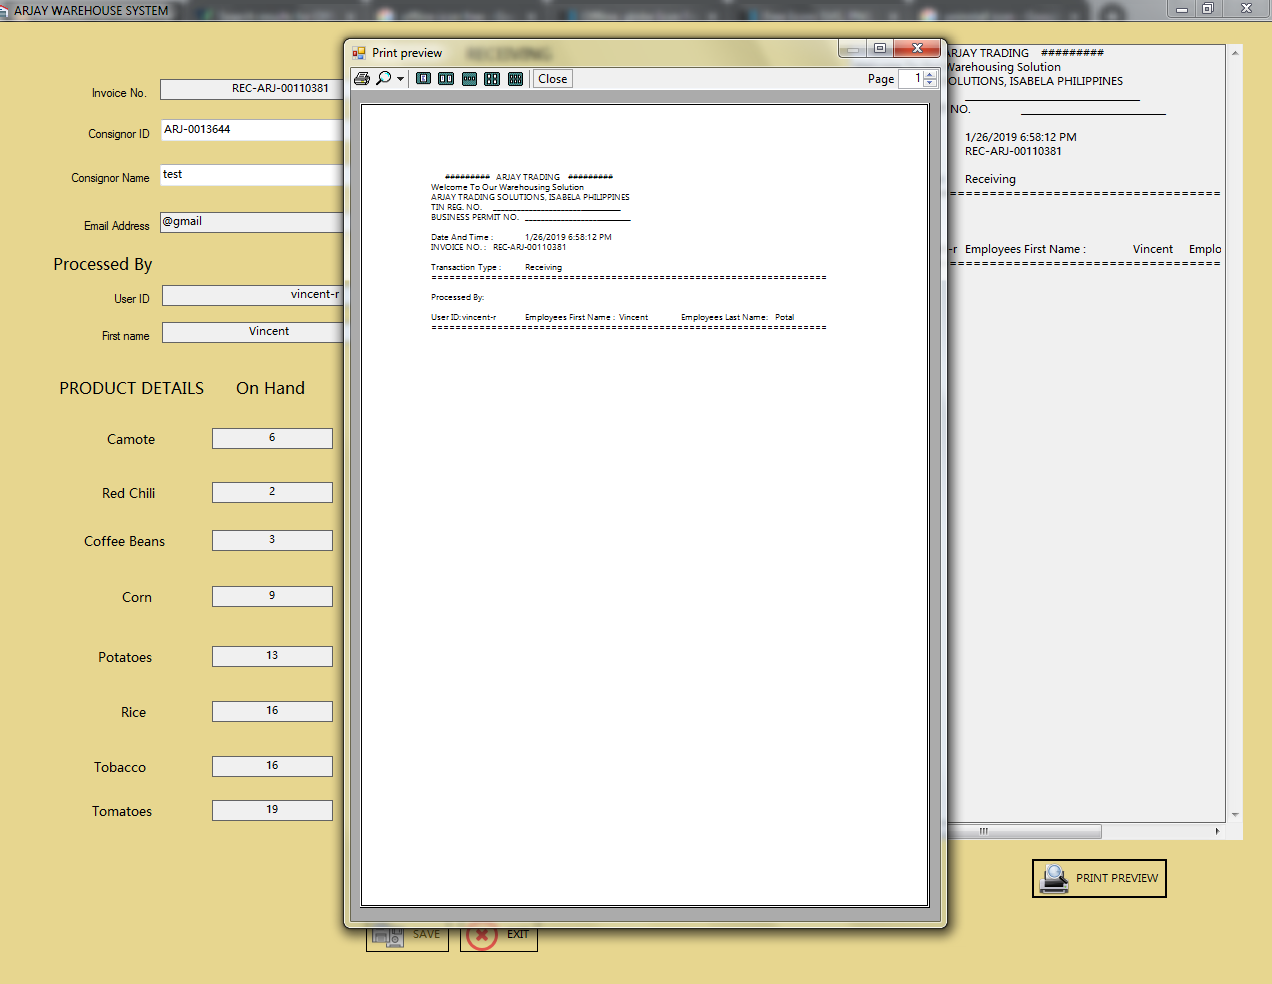 ARJAY WAREHOUSE SYSTEM
RECEIVING
Invoice No. REC-ARJ-00110381
Consignor ID ARJ-0013644
Consignor Name test
Email Address @gmail
Processed By
User ID vincent-r
First name Vincent
PRODUCT DETAILS On Hand
Camote 6
Red Chili 2
Coffee Beans 3
Corn 9
Potatoes 13
Rice 16
Tobacco 16
Tomatoes 19
Print preview
Close
Page 1
######### ARJAY TRADING #########
Welcome To Our Warehousing Solution
ARJAY TRADING SOLUTIONS, ISABELA PHILIPPINES
TIN REG. NO. ______________________________
BUSINESS PERMIT NO. _________________________
Date And Time : 1/26/2019 6:58:12 PM
INVOICE NO. : REC-ARJ-00110381
Transaction Type : Receiving
==================================================================
Processed By:
User ID: vincent-r Employees First Name : Vincent Employees Last Name: Potal
==================================================================
ARJAY TRADING #########
Warehousing Solution
OLUTIONS, ISABELA PHILIPPINES
______________________________
NO. _________________________
1/26/2019 6:58:12 PM
REC-ARJ-00110381
Receiving
=====================================
-r Employees First Name : Vincent Emplo
=====================================
PRINT PREVIEW
SAVE
EXIT